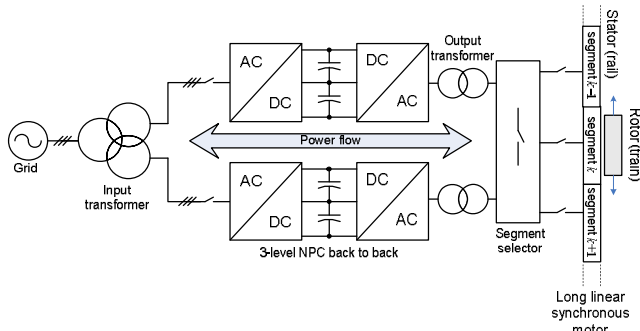 Grid
Input
transformer
AC
DC
DC
AC
Output
transformer
Power flow
AC
DC
DC
AC
3-level NPC back to back
Segment
selector
segment k-1
segment k
segment k+1
Stator (rail)
Rotor (train)
Long linear
synchronous
motor